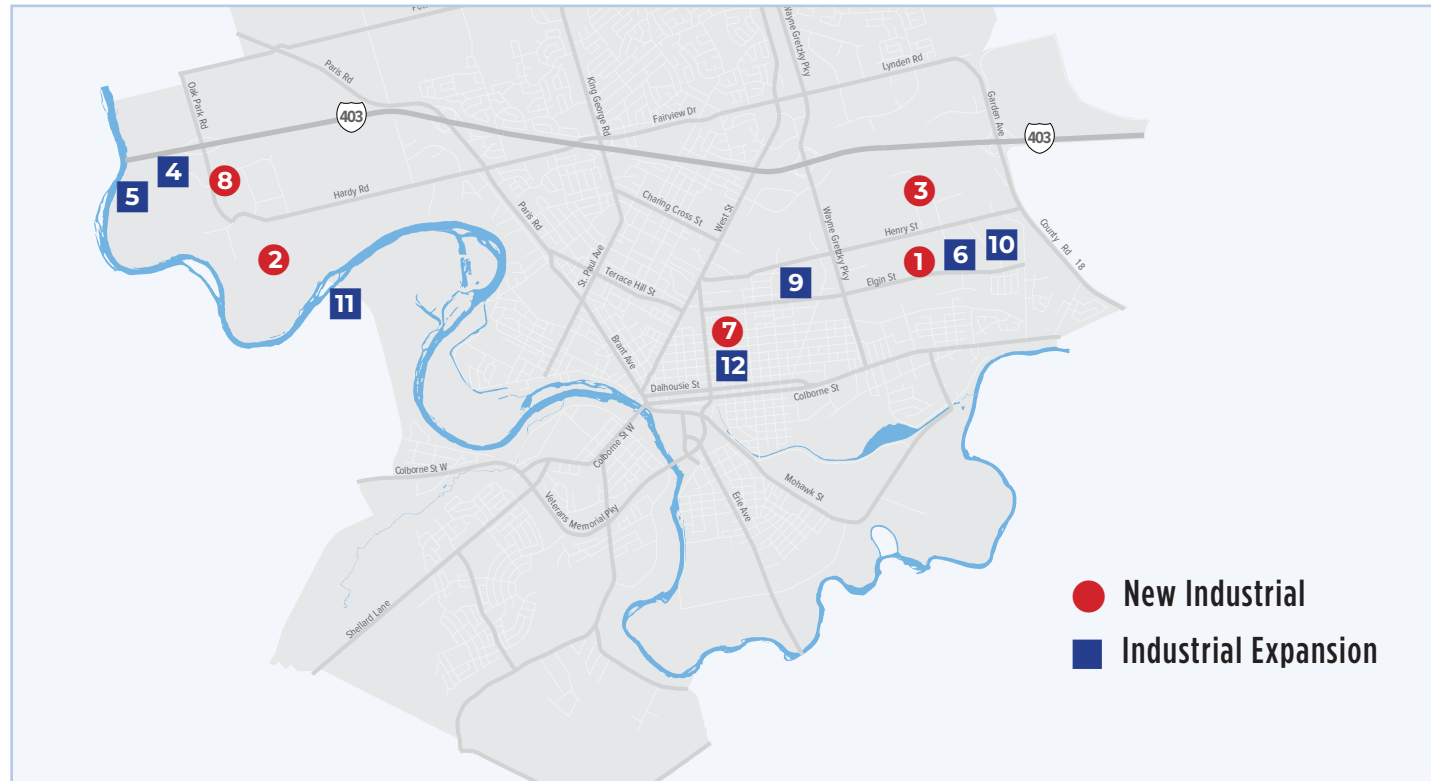 Paris Rd
Oak Park Rd
403
King George Rd
Wayne Gretzky Pky
Lynden Rd
Garden Ave
Fairview Dr
403
4
5
8
Hardy Rd
Paris Rd
Charing Cross St
West St
Wayne Gretzky Pky
3
Henry St
County Rd 18
2
11
St. Paul Ave
Terrace Hill St
9
1
6
10
Elgin St
7
12
Brant Ave
Dalhousie St
Colborne St
Colborne St W
Colborne St W
Veterans Memorial Pky
Mohawk St
Erie Ave
Shellard Lane
New Industrial
Industrial Expansion